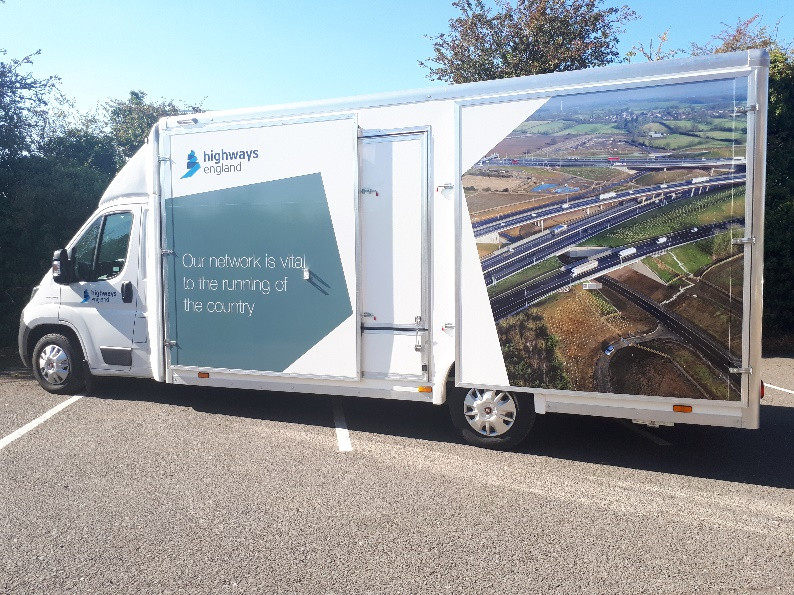 highways
england
Our network is vital
to the running of
the country
highways
england